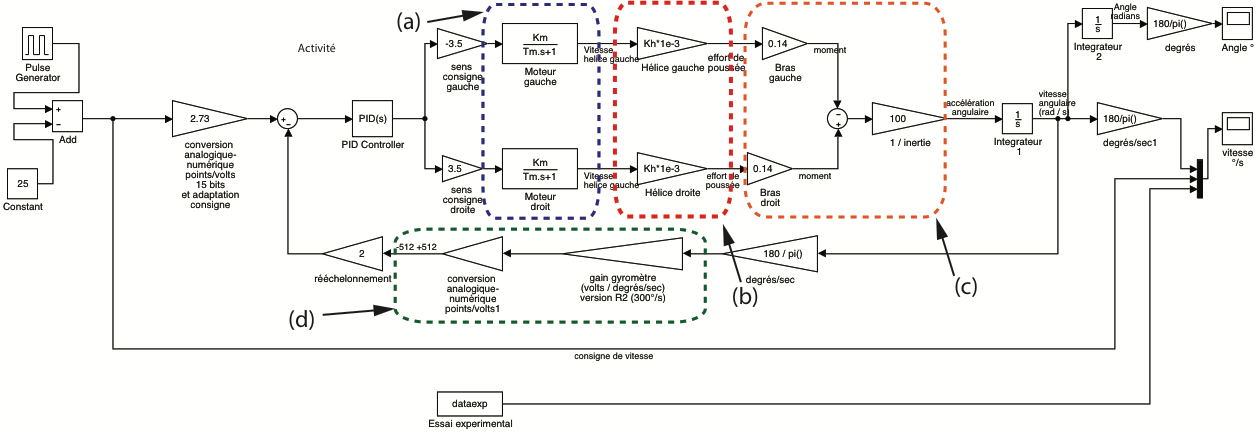 (a)
Activité
Pulse
Generator
+
−
Add
25
Constant
2.73
conversion
analogique-
numérique
points/volts
15 bits
et adaptation
consigne
+
−
PID(s)
PID Controller
-3.5
sens
consigne
gauche
Km
Tm.s+1
Moteur
gauche
Vitesse
helice gauche
Kh*1e-3
Hélice gauche
effort de
poussée
0.14
Bras
gauche
moment
3.5
sens
consigne
droite
Km
Tm.s+1
Moteur
droit
Vitesse
helice gauche
Kh*1e-3
Hélice droite
effort de
poussée
0.14
Bras
droit
moment
−
+
100
1 / inertie
accélération
angulaire
1
s
Integrateur
1
vitesse
angulaire
(rad / s)
1
s
Integrateur
2
Angle
radians
180/pi()
degrés
Angle °
180/pi()
degrés/sec1
vitesse
°/s
2
rééchelonnement
-512 +512
conversion
analogique-
numérique
points/volts1
gain gyromètre
(volts / degrés/sec)
version R2 (300°/s)
180 / pi()
degrés/sec
(b)
(c)
(d)
consigne de vitesse
dataexp
Essai experimental